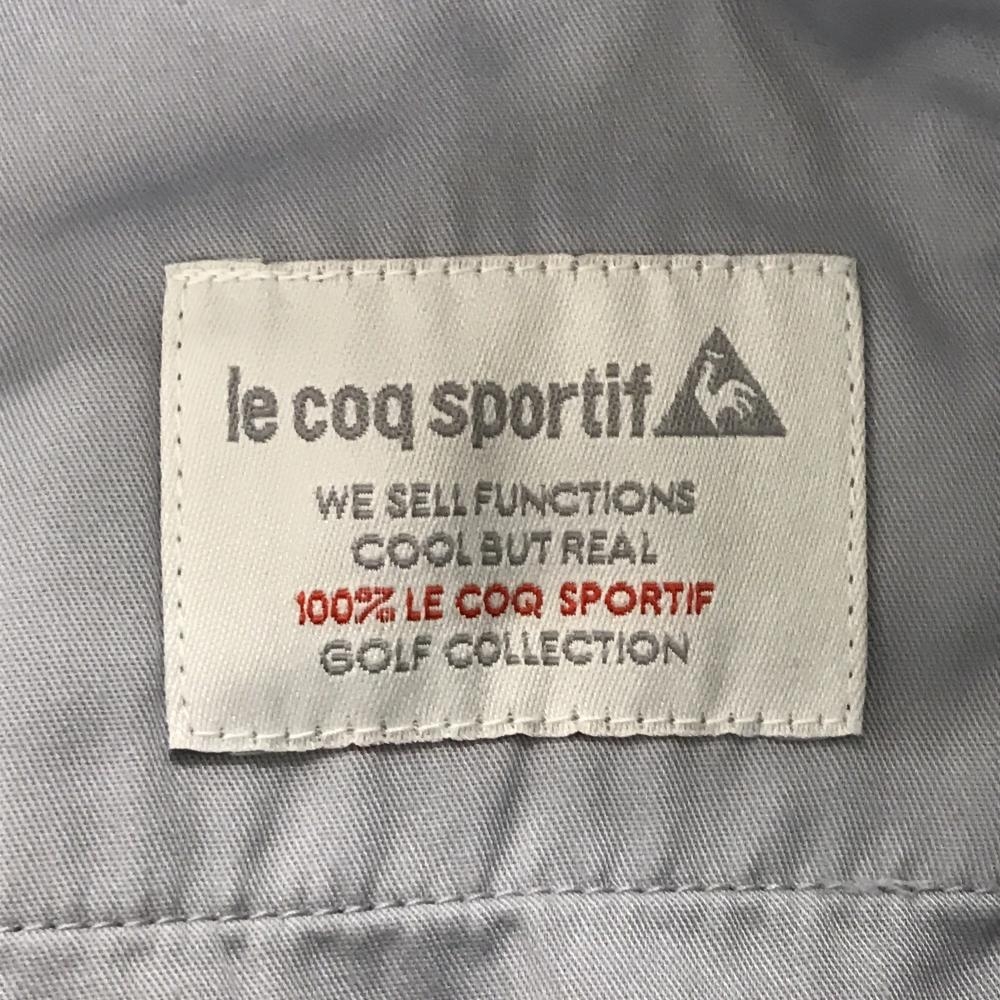 le coq sportif
WE SELL FUNCTIONS
COOL BUT REAL
100% LE COQ SPORTIF
GOLF COLLECTION